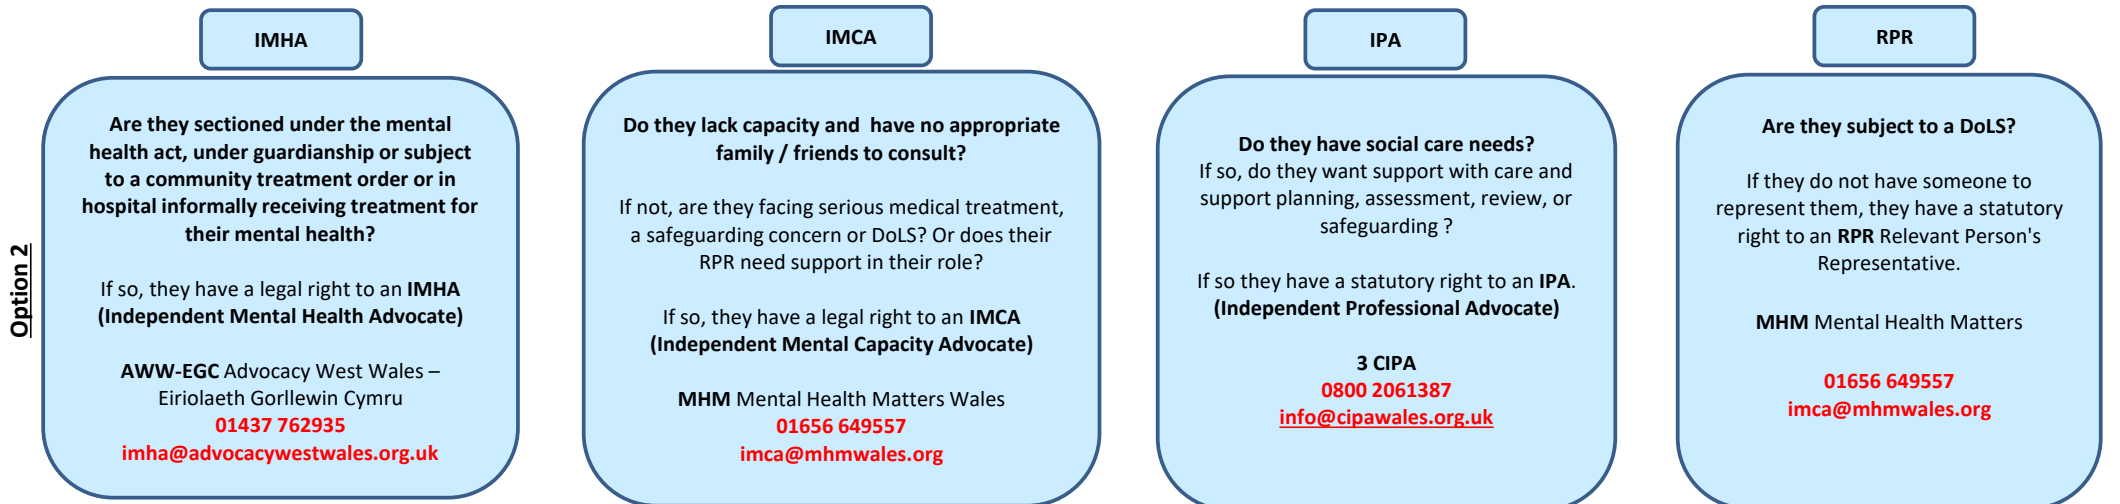 Option 2
IMHA
Are they sectioned under the mental
health act, under guardianship or subject
to a community treatment order or in
hospital informally receiving treatment for
their mental health?
If so, they have a legal right to an IMHA
(Independent Mental Health Advocate)
AWW-EGC Advocacy West Wales –
Eiriolaeth Gorllewin Cymru
01437 762935
imha@advocacywestwales.org.uk
IMCA
Do they lack capacity and  have no appropriate
family / friends to consult?
If not, are they facing serious medical treatment,
a safeguarding concern or DoLS? Or does their
RPR need support in their role?
If so, they have a legal right to an IMCA
(Independent Mental Capacity Advocate)
MHM Mental Health Matters Wales
01656 649557
imca@mhmwales.org
IPA
Do they have social care needs?
If so, do they want support with care and
support planning, assessment, review, or
safeguarding ?
If so they have a statutory right to an IPA.
(Independent Professional Advocate)
3 CIPA
0800 2061387
info@cipawales.org.uk
RPR
Are they subject to a DoLS?
If they do not have someone to
represent them, they have a statutory
right to an RPR Relevant Person's
Representative.
MHM Mental Health Matters
01656 649557
imca@mhmwales.org